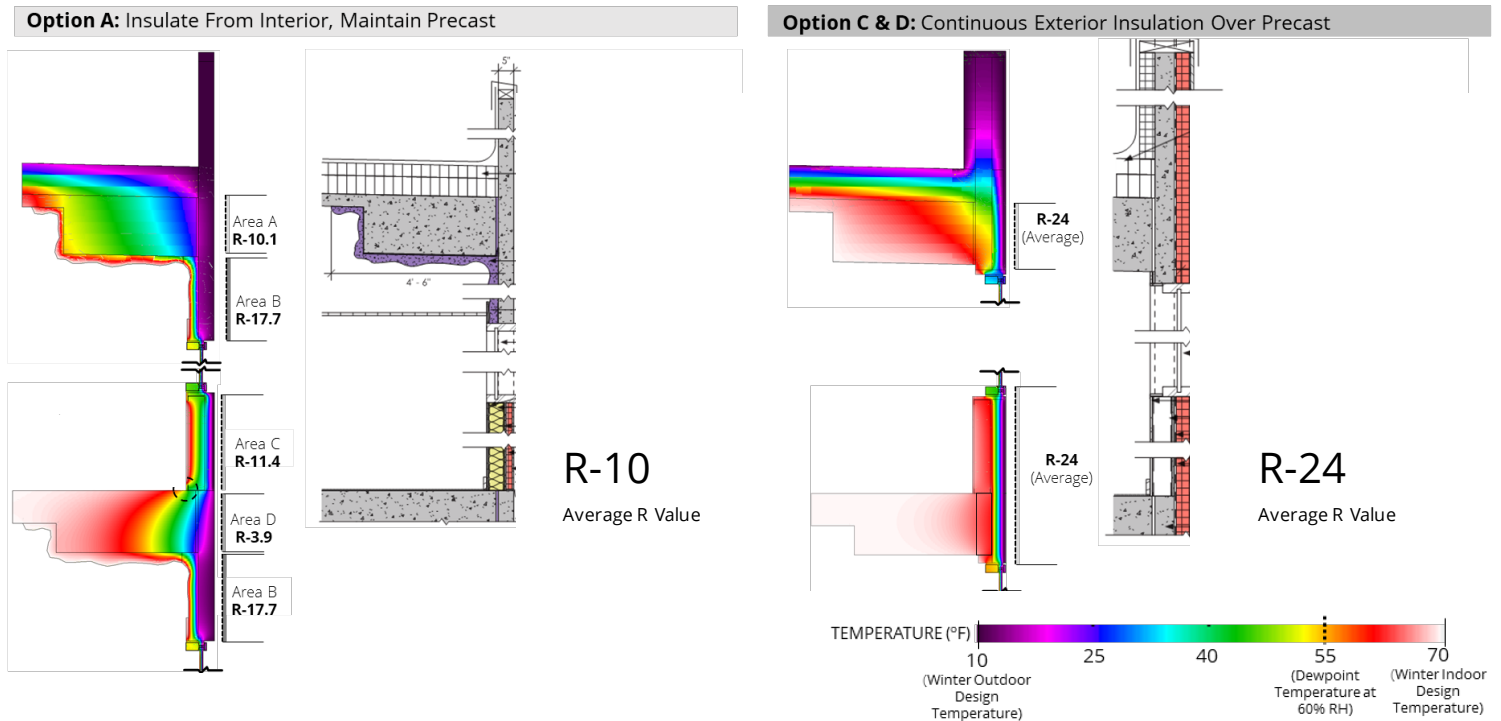 Option A: Insulate From Interior, Maintain Precast
5"
Area A
R-10.1
Area B
R-17.7
4' - 6"
Area C
R-11.4
Area D
R-3.9
Area B
R-17.7
R-10
Average R Value
Option C & D: Continuous Exterior Insulation Over Precast
R-24
(Average)
R-24
(Average)
R-24
Average R Value
TEMPERATURE (°F)
10
25
40
55
70
(Winter Outdoor
Design
Temperature)
(Dewpoint
Temperature at
60% RH)
(Winter Indoor
Design
Temperature)